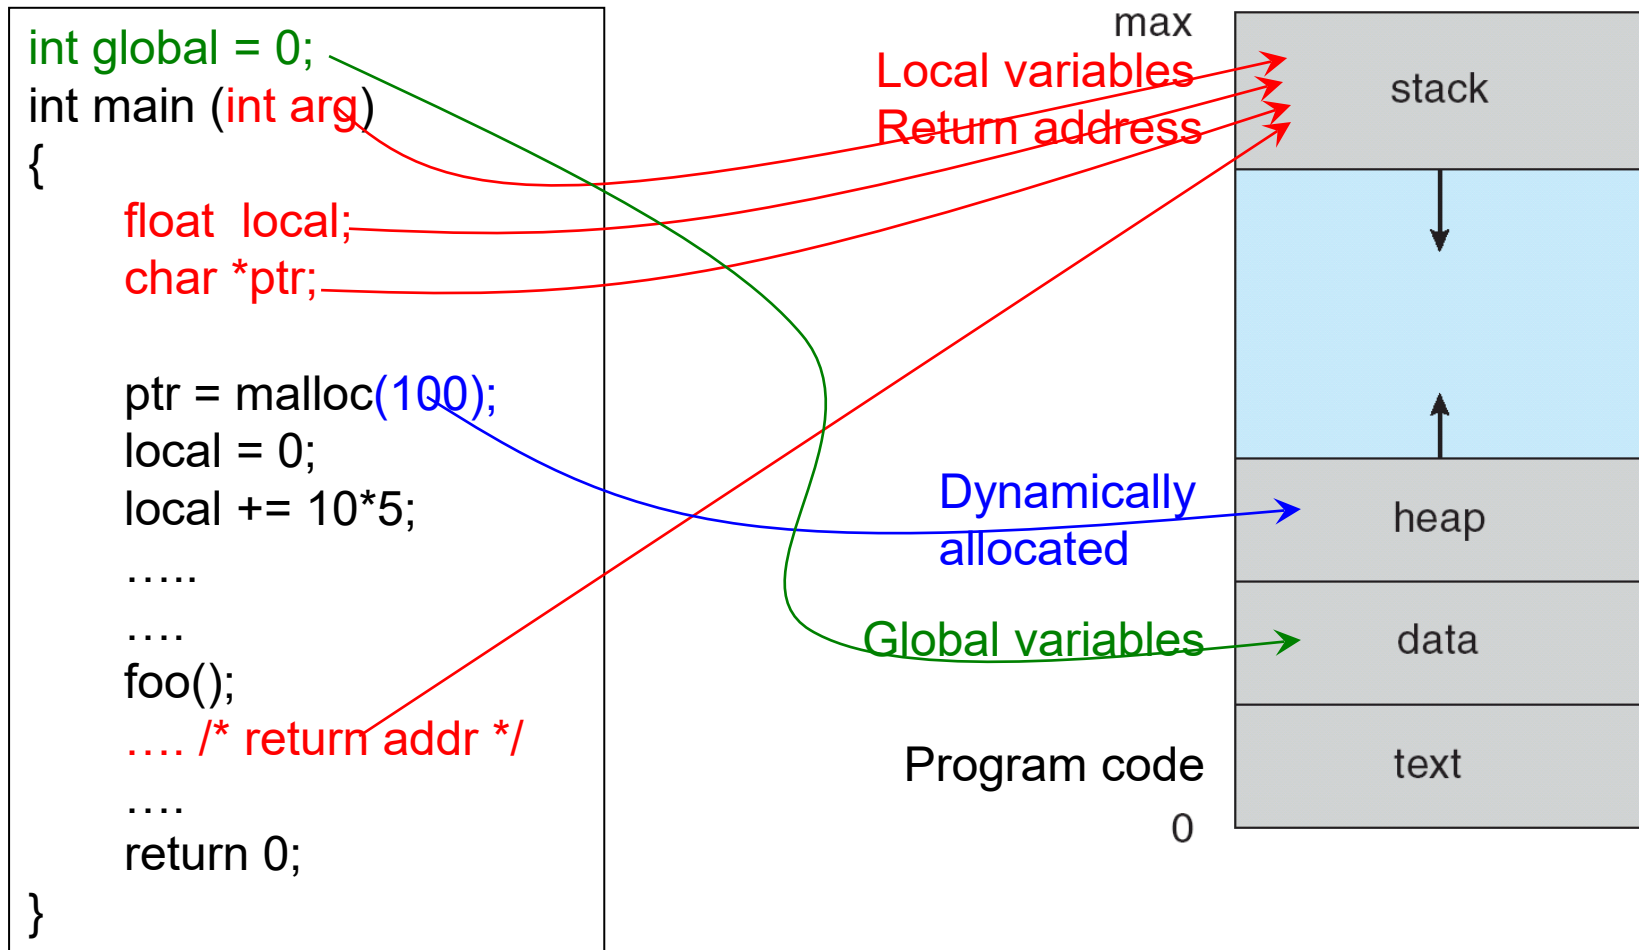 int global = 0;
int main (int arg)
{
float  local;
char *ptr;
ptr = malloc(100);
local = 0;
local += 10*5;
…..
….
foo();
…. /* return addr */
….
return 0;
}
max
Local variables
Return address
stack
Dynamically
allocated
heap
Global variables
data
Program code
text
0